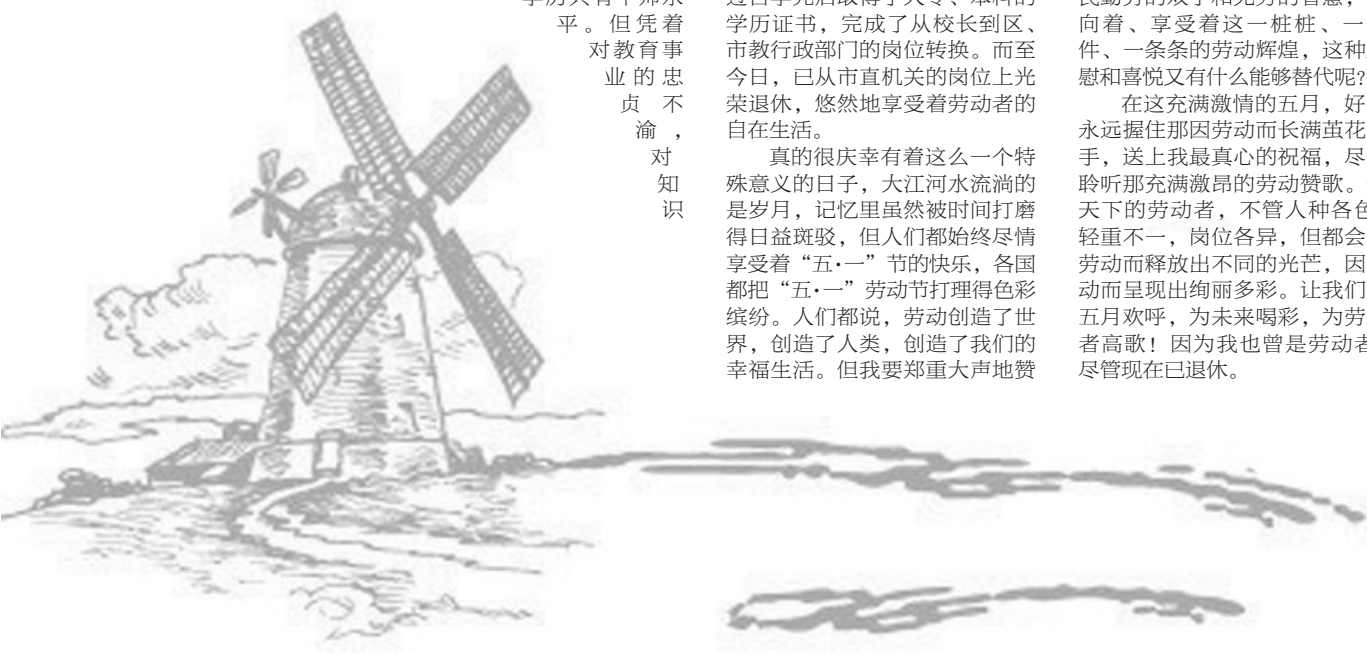 平。但凭着
对教育事
业的忠
贞不
渝，
对
知
识
学历证书，完成了从校长到区、
市教行政部门的岗位转换。而至
今日，已从市直机关的岗位上光
荣退休，悠然地享受着劳动者的
自在生活。
真的很庆幸有着这么一个特
殊意义的日子，大江河水流淌的
是岁月，记忆里虽然被时间打磨
得日益斑驳，但人们都始终尽情
享受着“五·一”节的快乐，各国
都把“五·一”劳动节打理得色彩
缤纷。人们都说，劳动创造了世
界，创造了人类，创造了我们的
幸福生活。但我要郑重大声地赞
向着、享受着这一桩桩、一
件、一条条的劳动辉煌，这种
慰和喜悦又有什么能够替代呢?
在这充满激情的五月，好
永远握住那因劳动而长满茧花
手，送上我最真心的祝福，尽
聆听那充满激昂的劳动赞歌。
天下的劳动者，不管人种各色
轻重不一，岗位各异，但都会
劳动而释放出不同的光芒，因
动而呈现出绚丽多彩。让我们
五月欢呼，为未来喝彩，为劳
者高歌！因为我也曾是劳动者
尽管现在已退休。